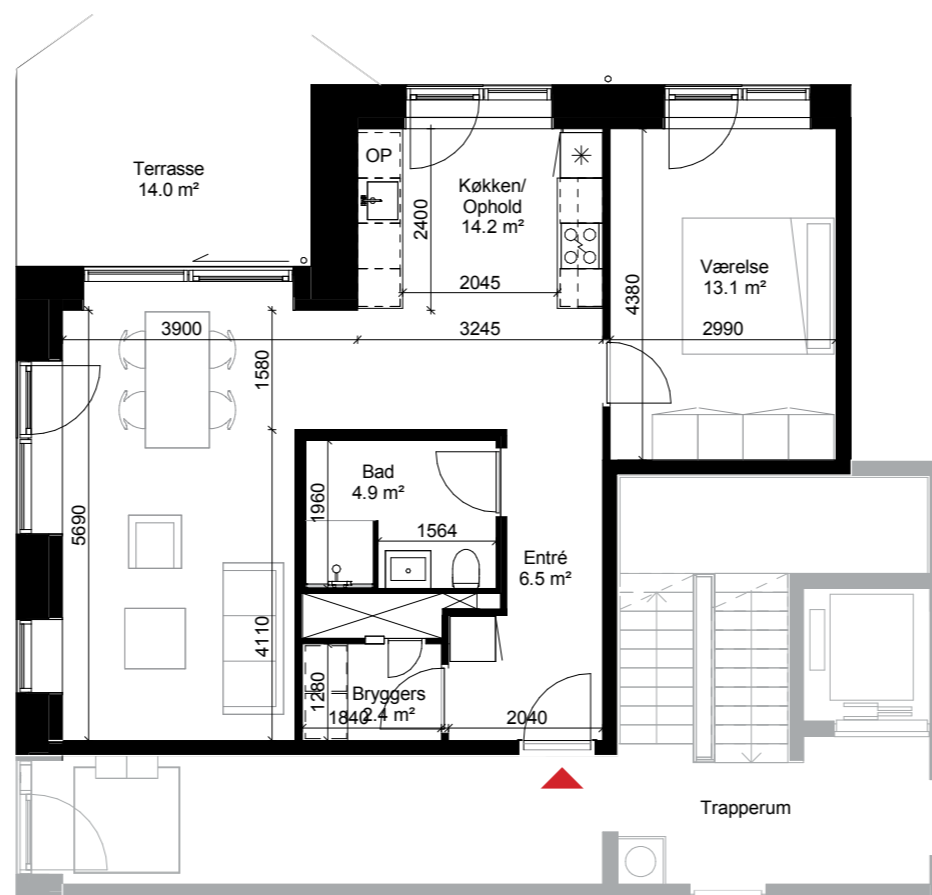 Terrasse
14.0 m²
OP
Køkken/
Ophold
14.2 m²
2400
2045
Værelse
13.1 m²
4380
3900
3245
2990
1580
Bad
4.9 m²
1960
1564
5690
Entré
6.5 m²
4110
Bryggers
2.4 m²
1280
1840
2040
Trapperum